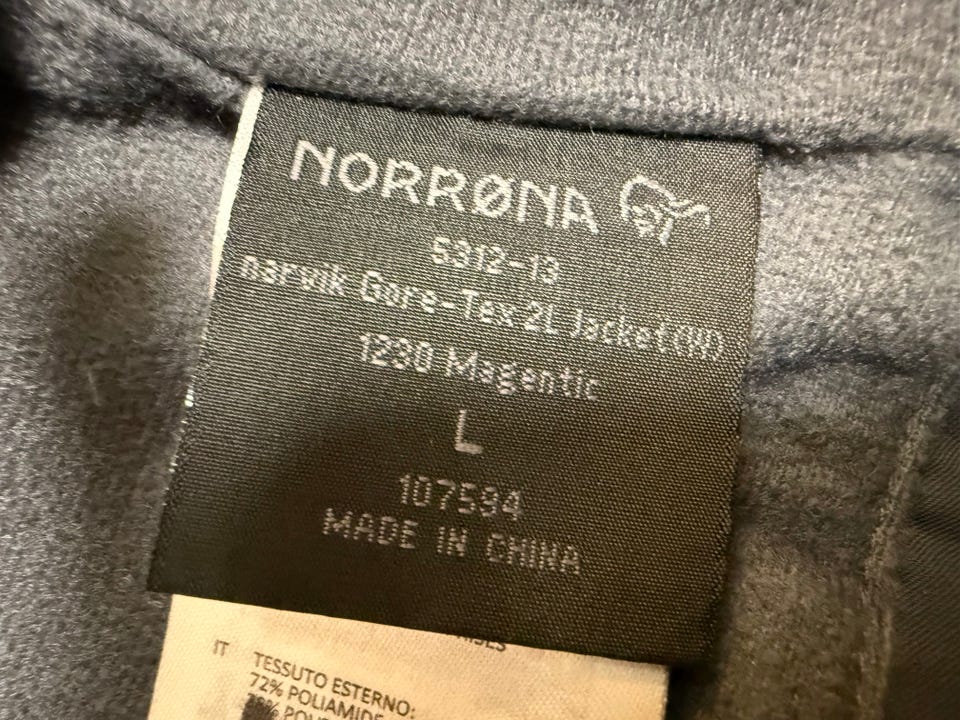 NORRØNA
5312-13
narvik Gore-Tex 2L Jacket (W)
1230 Magentic
L
107594
MADE IN CHINA
IT TESSUTO ESTERNO:
72% POLIAMIDE